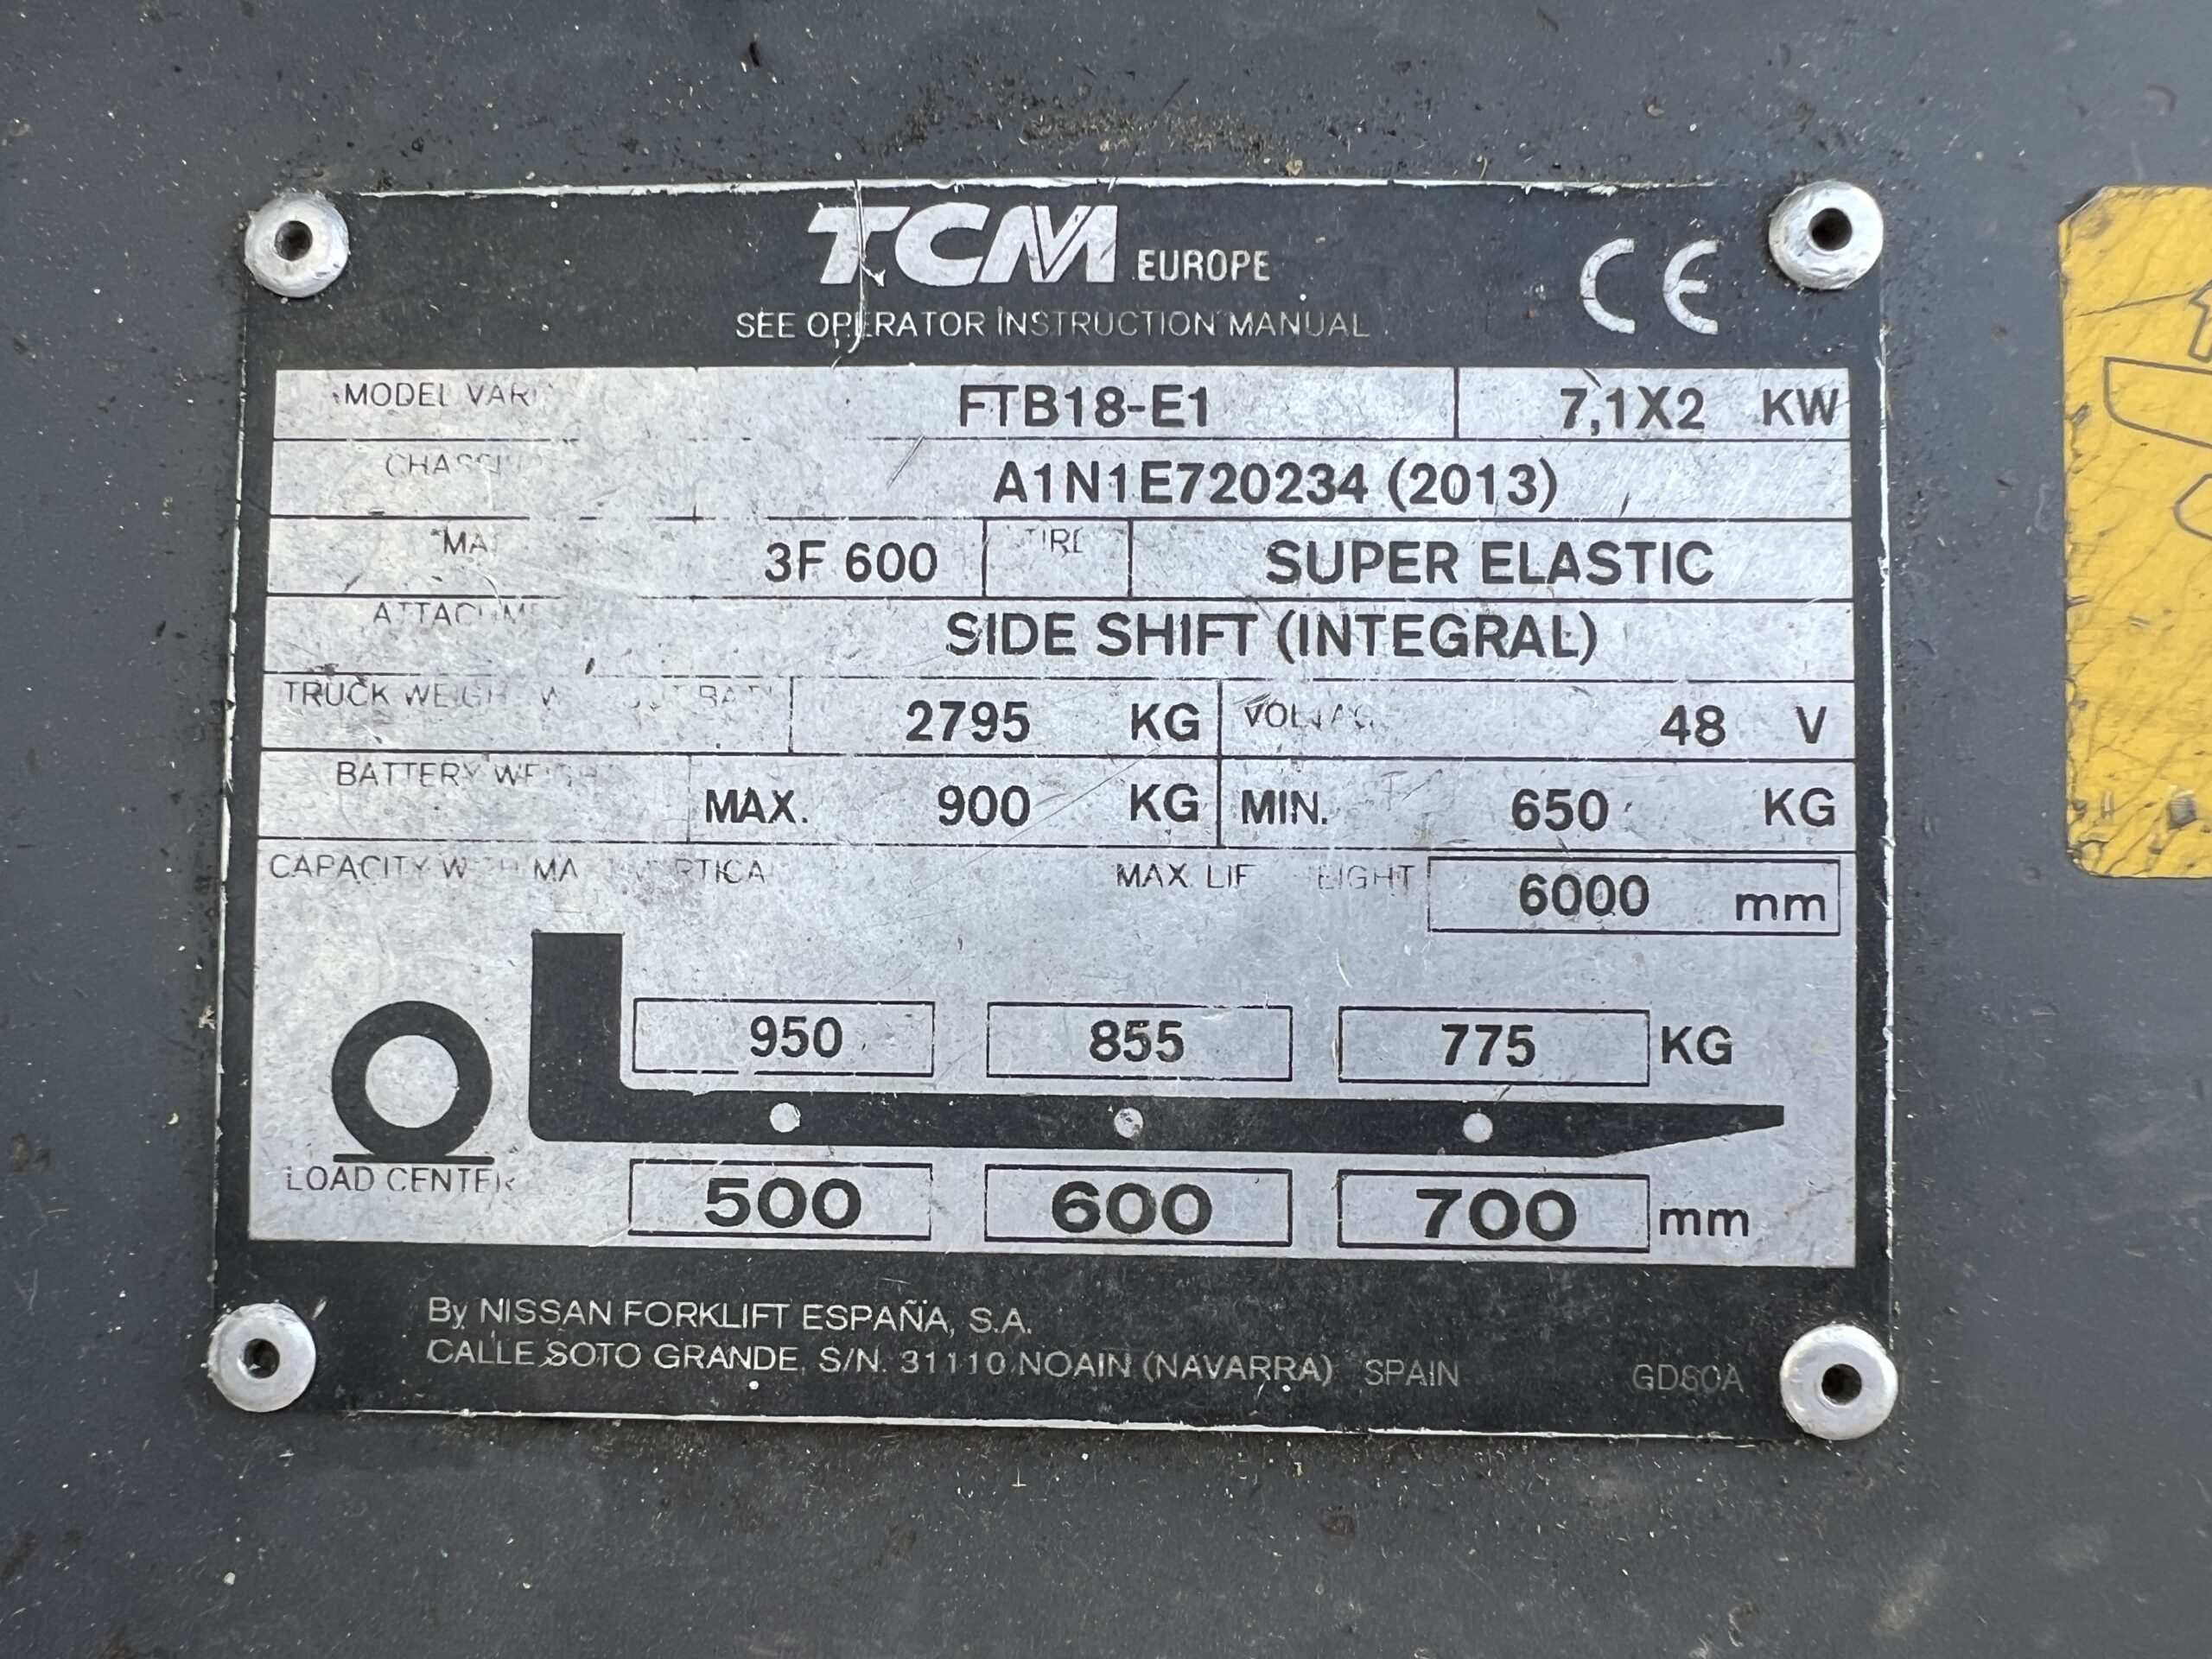 TCM EUROPE
CE
SEE OPERATOR INSTRUCTION MANUAL
MODEL FTB18-E1 7,1X2 KW
A1N1E720234 (2013)
3F 600 SUPER ELASTIC
SIDE SHIFT (INTEGRAL)
TRUCK 2795 KG 48 V
BATTERY MAX. 900 KG MIN. 650 KG
CAPACITY MAX. 6000 mm
950 855 775 KG
LOAD CENTER 500 600 700 mm
By NISSAN FORKLIFT ESPAÑA, S.A.
CALLE SOTO GRANDE, S/N. 31110 NOAIN (NAVARRA) SPAIN GD80A